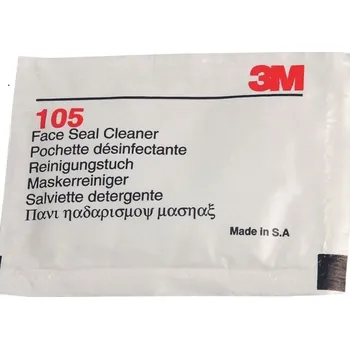 3M
105
Face Seal Cleaner
Pochette désinfectante
Reinigungstuch
Maskerreiniger
Salviette detergente
Πανι ηαδαρισμοψ μασηαξ
Made in S.A